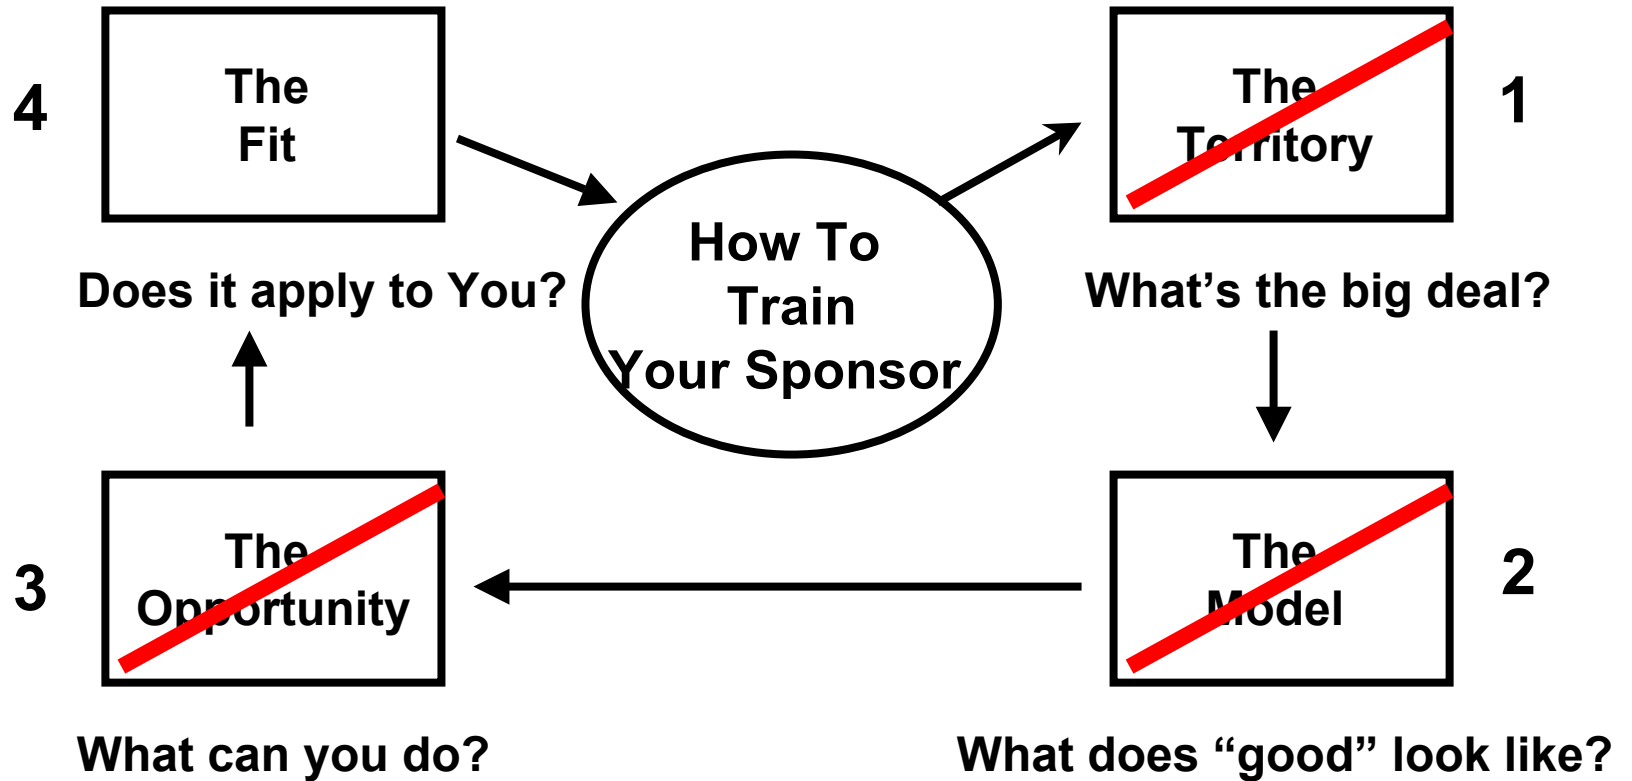 4
The
Fit
Does it apply to You?
How To
Train
Your Sponsor
The
Territory
1
What’s the big deal?
3
The
Opportunity
What can you do?
The
Model
2
What does “good” look like?